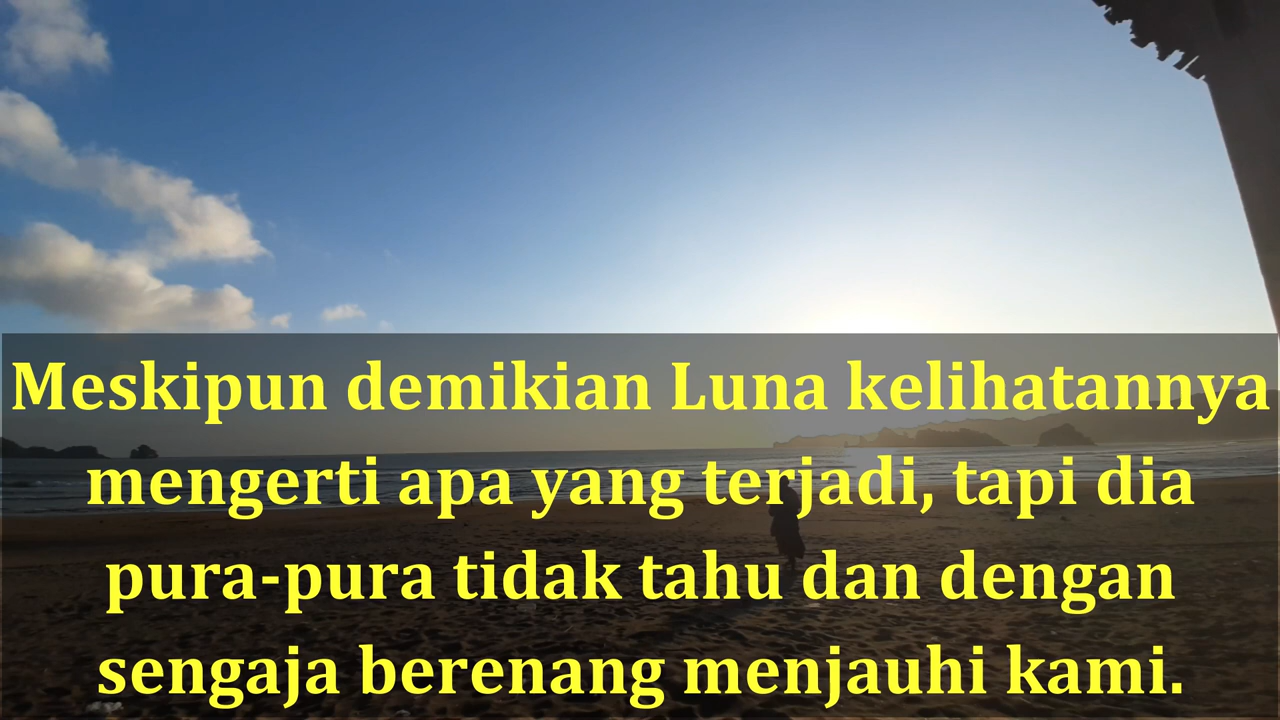 Meskipun demikian Luna kelihatannya
mengerti apa yang terjadi, tapi dia
pura-pura tidak tahu dan dengan
sengaja berenang menjauhi kami.